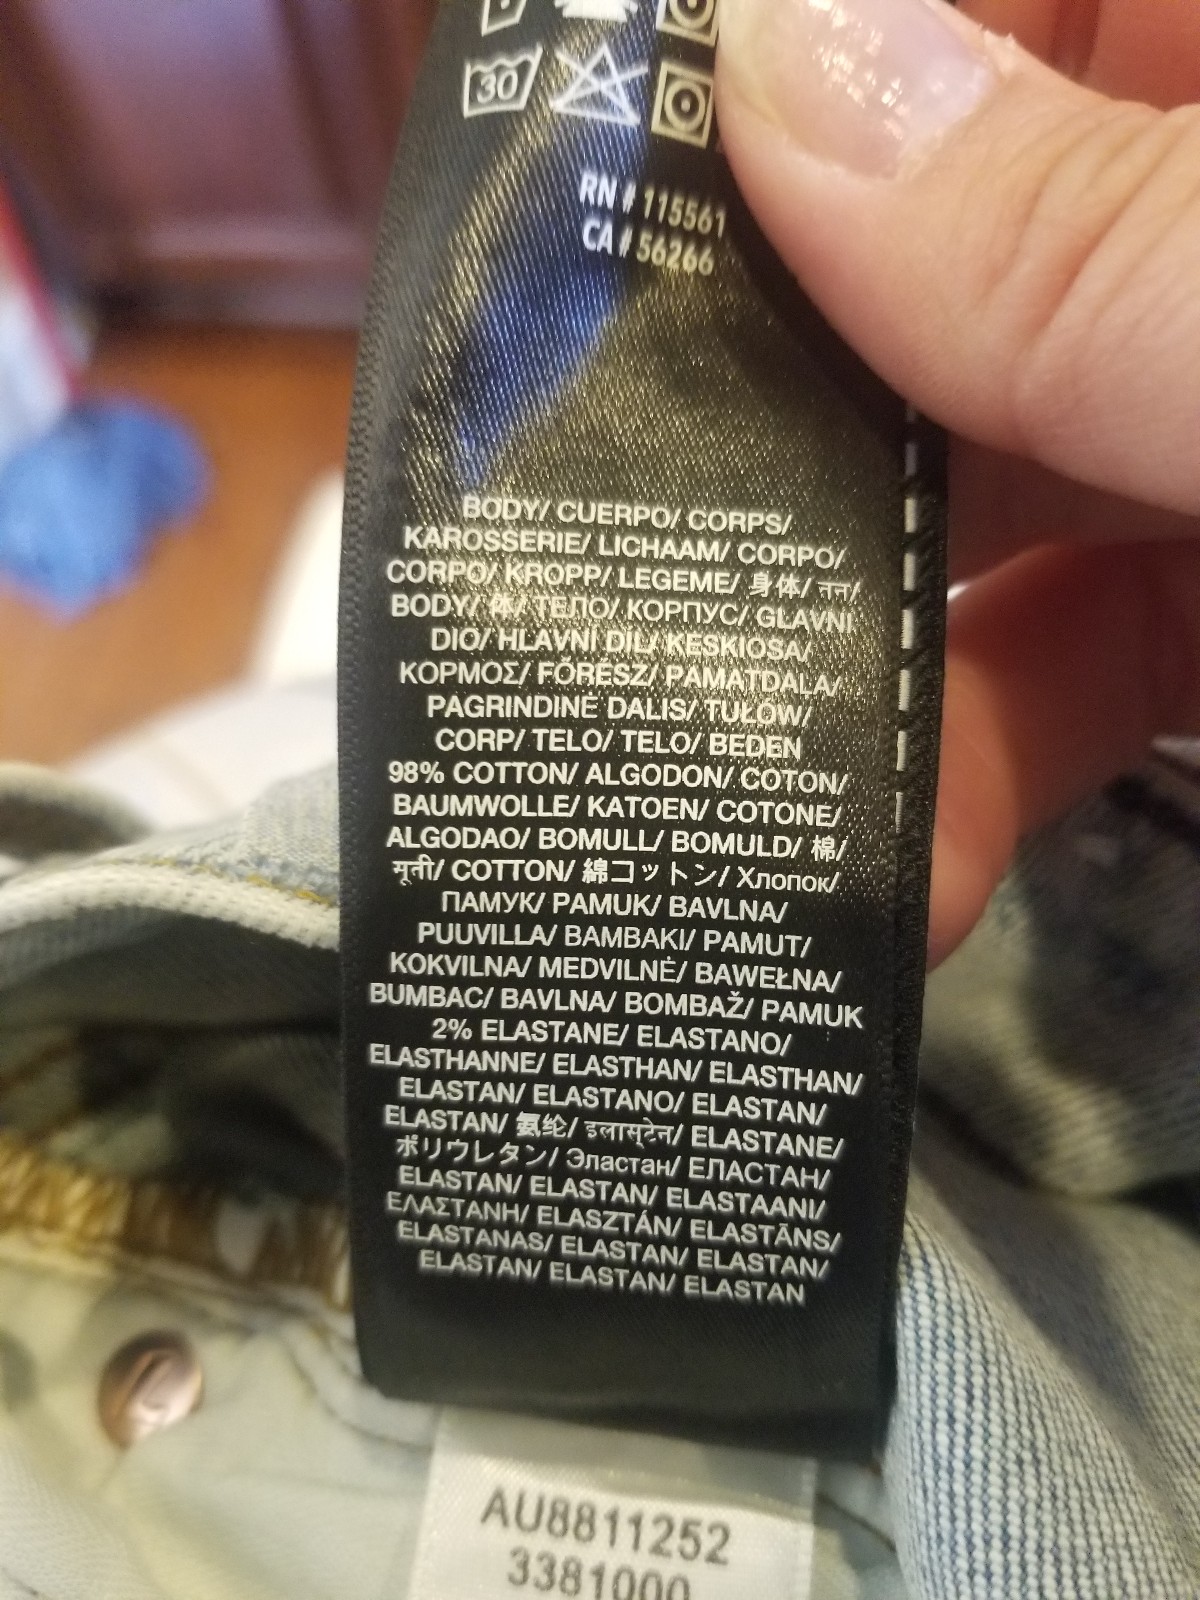 30
RN # 115561
CA # 56266
BODY/ CUERPO/ CORPS/
KAROSSERIE/ LICHAAM/ CORPO/
CORPO/ KROPP/ LEGEME/ 身体/ तन/
BODY/ 体/ ТЕЛО/ КОРПУС/ GLAVNI
DIO/ HLAVNÍ DÍL/ KESKIOSA/
ΚΟΡΜΟΣ/ FŐRÉSZ/ PAMATDALA/
PAGRINDINĖ DALIS/ TUŁÓW/
CORP/ TELO/ TELO/ BEDEN
98% COTTON/ ALGODON/ COTON/
BAUMWOLLE/ KATOEN/ COTONE/
ALGODAO/ BOMULL/ BOMULD/ 棉/
सूती/ COTTON/ 綿コットン/ Хлопок/
ПАМУК/ PAMUK/ BAVLNA/
PUUVILLA/ BAMBAKI/ PAMUT/
KOKVILNA/ MEDVILNĖ/ BAWEŁNA/
BUMBAC/ BAVLNA/ BOMBAŽ/ PAMUK
2% ELASTANE/ ELASTANO/
ELASTHANNE/ ELASTHAN/ ELASTHAN/
ELASTAN/ ELASTANO/ ELASTAN/
ELASTAN/ 氨纶/ इलास्टेन/ ELASTANE/
ポリウレタン/ Эластан/ ЕЛАСТАН/
ELASTAN/ ELASTAN/ ELASTAANI/
ΕΛΑΣΤΑΝΗ/ ELASZTÁN/ ELASTĀNS/
ELASTANAS/ ELASTAN/ ELASTAN/
ELASTAN/ ELASTAN/ ELASTAN
AU8811252
3381000